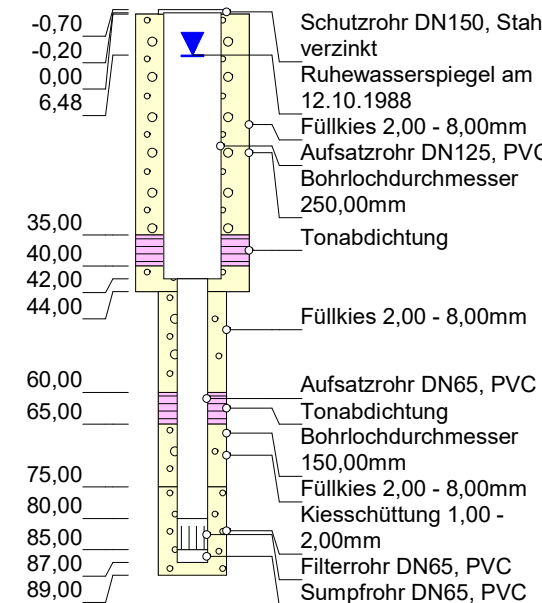 -0,70
-0,20
0,00
6,48
35,00
40,00
42,00
44,00
60,00
65,00
75,00
80,00
85,00
87,00
89,00
Schutzrohr DN150, Stah
verzinkt
Ruhewasserspiegel am
12.10.1988
Füllkies 2,00 - 8,00mm
Aufsatzrohr DN125, PVC
Bohrlochdurchmesser
250,00mm
Tonabdichtung
Füllkies 2,00 - 8,00mm
Aufsatzrohr DN65, PVC
Tonabdichtung
Bohrlochdurchmesser
150,00mm
Füllkies 2,00 - 8,00mm
Kiesschüttung 1,00 -
2,00mm
Filterrohr DN65, PVC
Sumpfrohr DN65, PVC